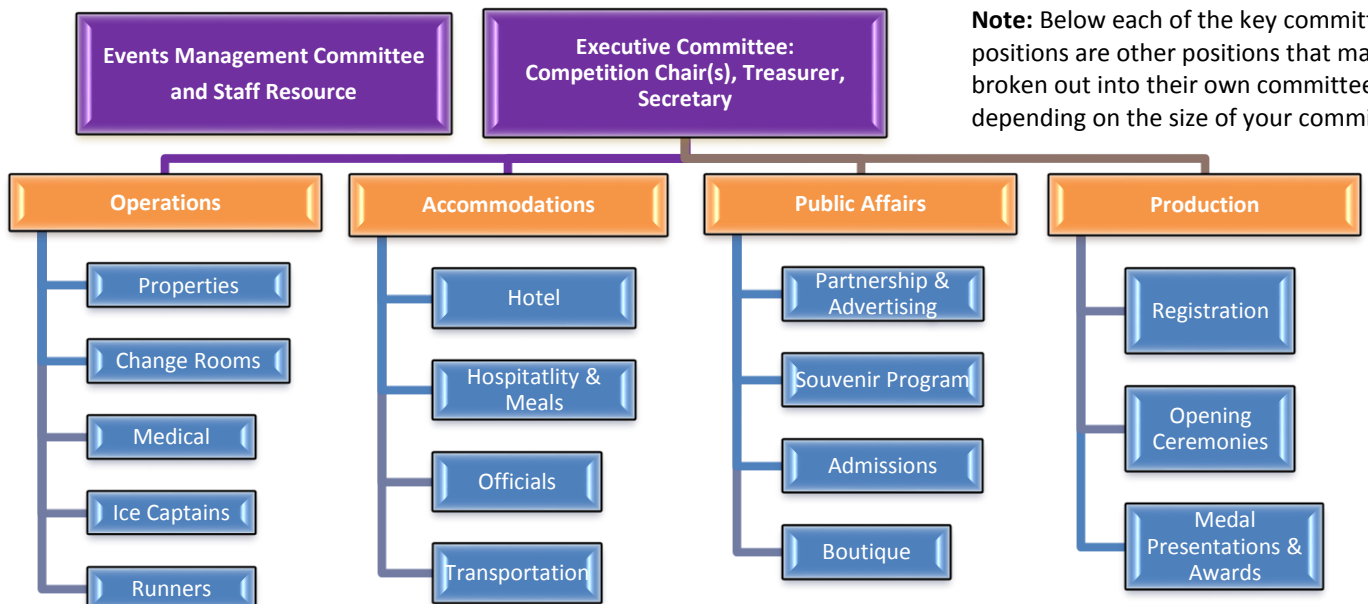 Events Management Committee
and Staff Resource
Executive Committee:
Competition Chair(s), Treasurer,
Secretary
Note: Below each of the key committ
positions are other positions that ma
broken out into their own committee
depending on the size of your commi
Operations
Properties
Change Rooms
Medical
Ice Captains
Runners
Accommodations
Hotel
Hospitatlity &
Meals
Officials
Transportation
Public Affairs
Partnership &
Advertising
Souvenir Program
Admissions
Boutique
Production
Registration
Opening
Ceremonies
Medal
Presentations &
Awards